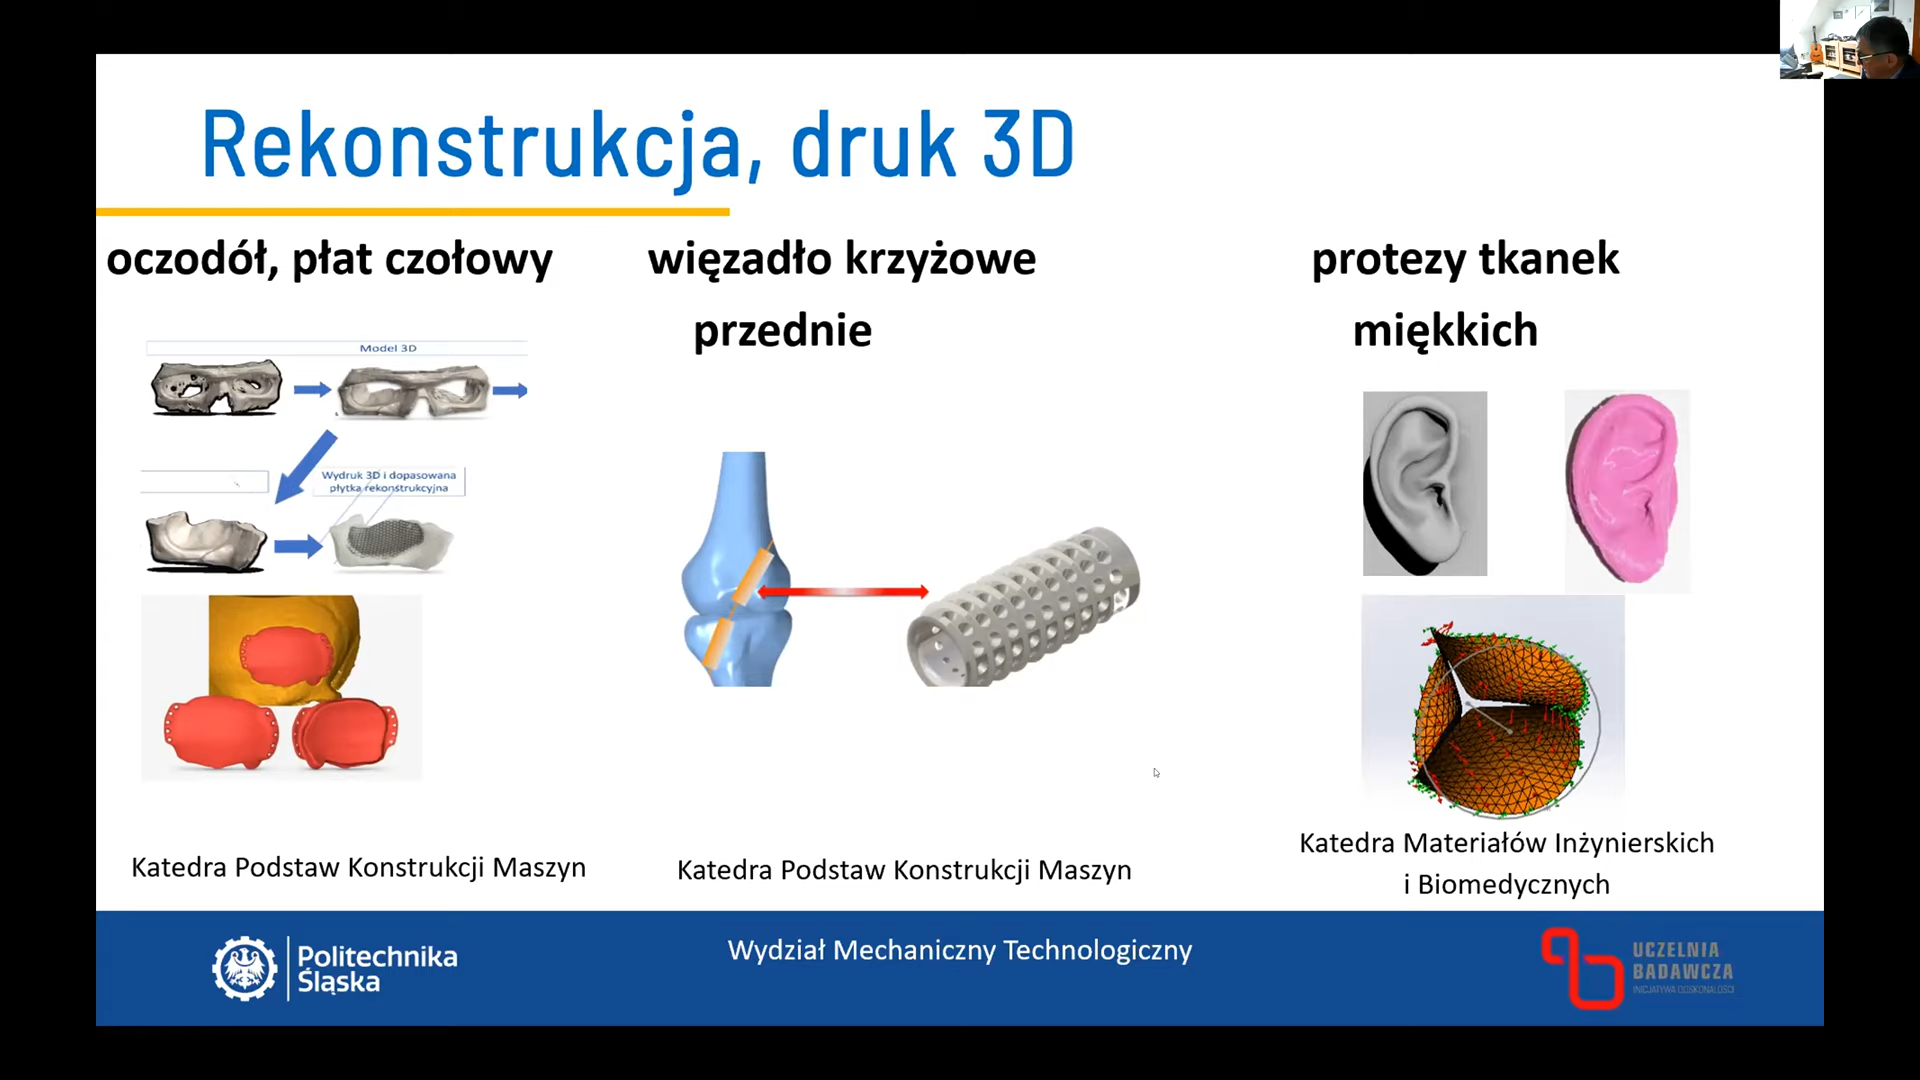 Rekonstrukcja, druk 3D
oczodół, płat czołowy
więzadło krzyżowe
przednie
protezy tkanek
miękkich
Model 3D
Wydruk 3D i dopasowana
płytka rekonstrukcyjna
Katedra Podstaw Konstrukcji Maszyn
Katedra Podstaw Konstrukcji Maszyn
Katedra Materiałów Inżynierskich
i Biomedycznych
Politechnika
Śląska
Wydział Mechaniczny Technologiczny
UCZELNIA
BADAWCZA
INICJATYWA DOSKONAŁOŚCI